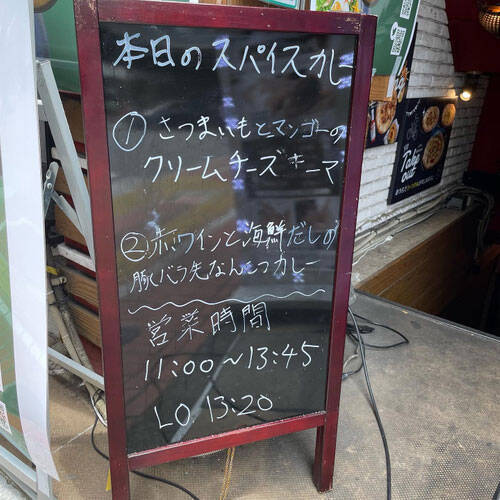 本日のスパイスカレー
① さつまいもとマンゴーの
クリームチーズキーマ
② 赤ワインと海鮮だしの
豚バラ先なんこつカレー
営業時間
11:00～13:45
LO. 13:20
Take
out